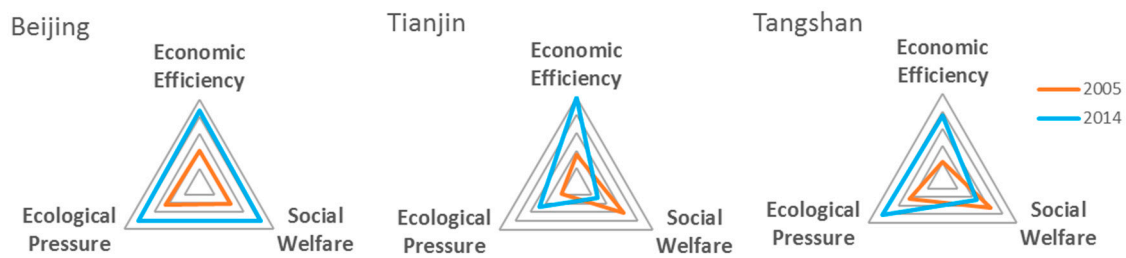 Beijing
Economic
Efficiency
Ecological
Pressure
Social
Welfare
Tianjin
Economic
Efficiency
Ecological
Pressure
Social
Welfare
Tangshan
Economic
Efficiency
Ecological
Pressure
Social
Welfare
2005
2014